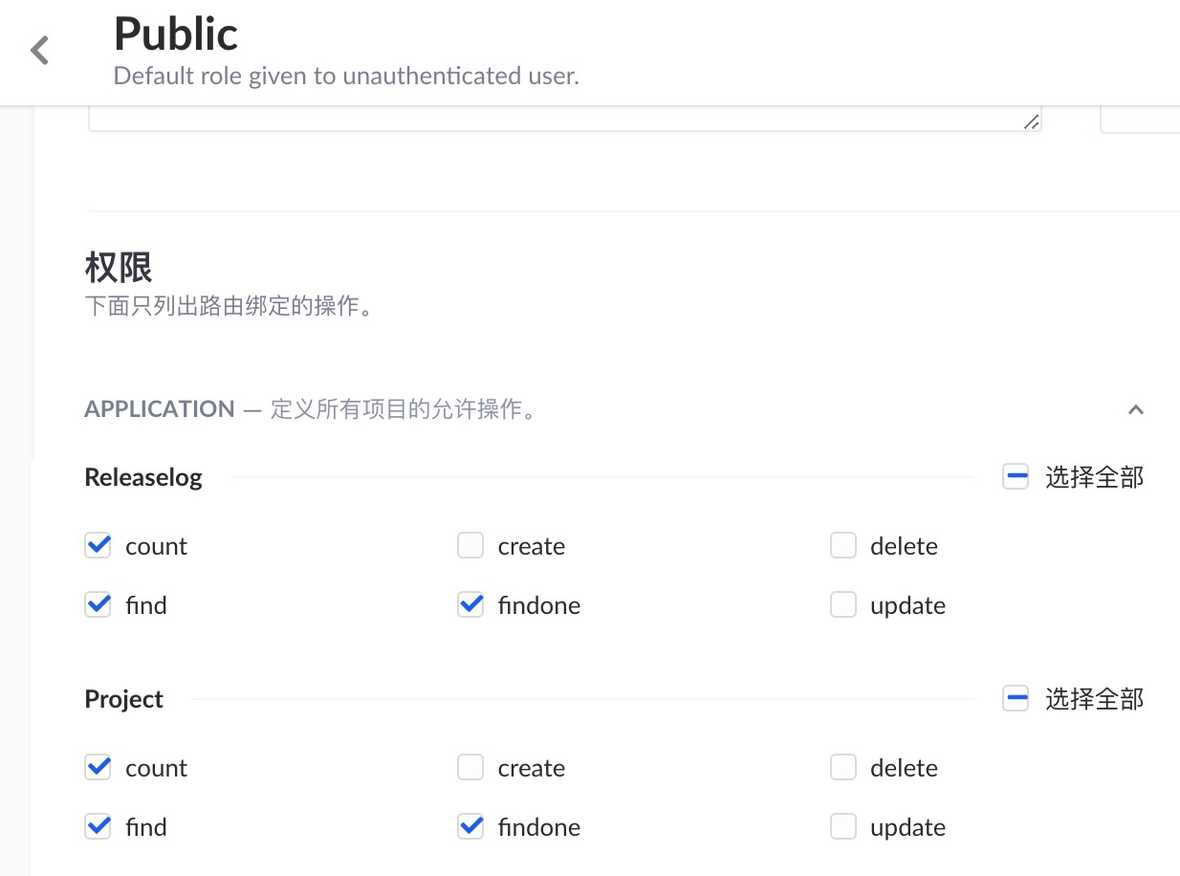 Public
Default role given to unauthenticated user.
权限
下面只列出路由绑定的操作。
APPLICATION — 定义所有项目的允许操作。
Releaselog 选择全部
count create delete
find findone update
Project 选择全部
count create delete
find findone update